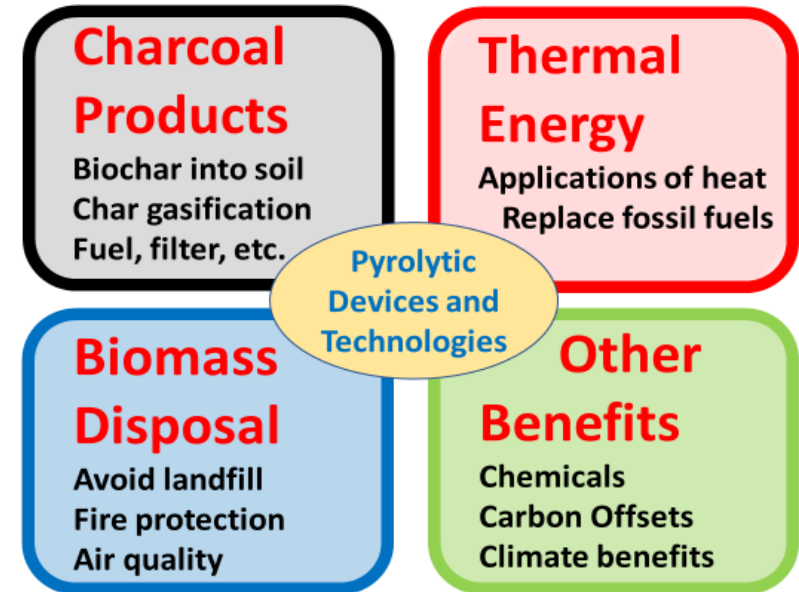 Charcoal
Products
Biochar into soil
Char gasification
Fuel, filter, etc.
Thermal
Energy
Applications of heat
Replace fossil fuels
Pyrolytic
Devices and
Technologies
Biomass
Disposal
Avoid landfill
Fire protection
Air quality
Other
Benefits
Chemicals
Carbon Offsets
Climate benefits